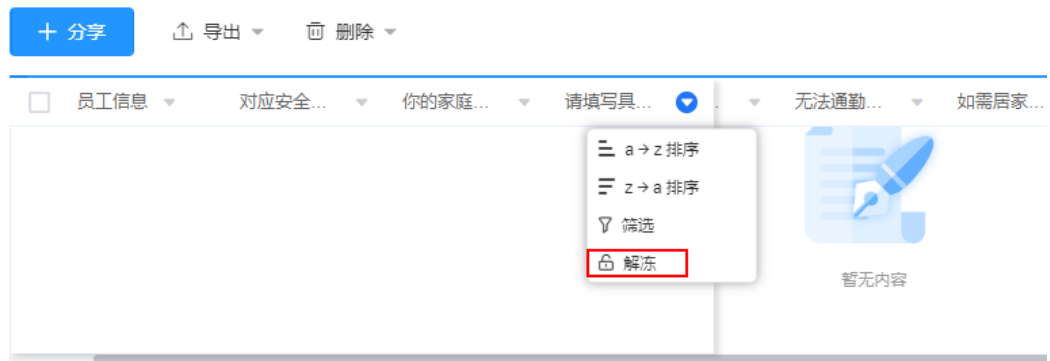 + 分享 导出 删除
员工信息 对应安全... 你的家庭... 请填写具... . 无法通勤... 如需居家...
a→z 排序
z→a 排序
筛选
解冻
暂无内容